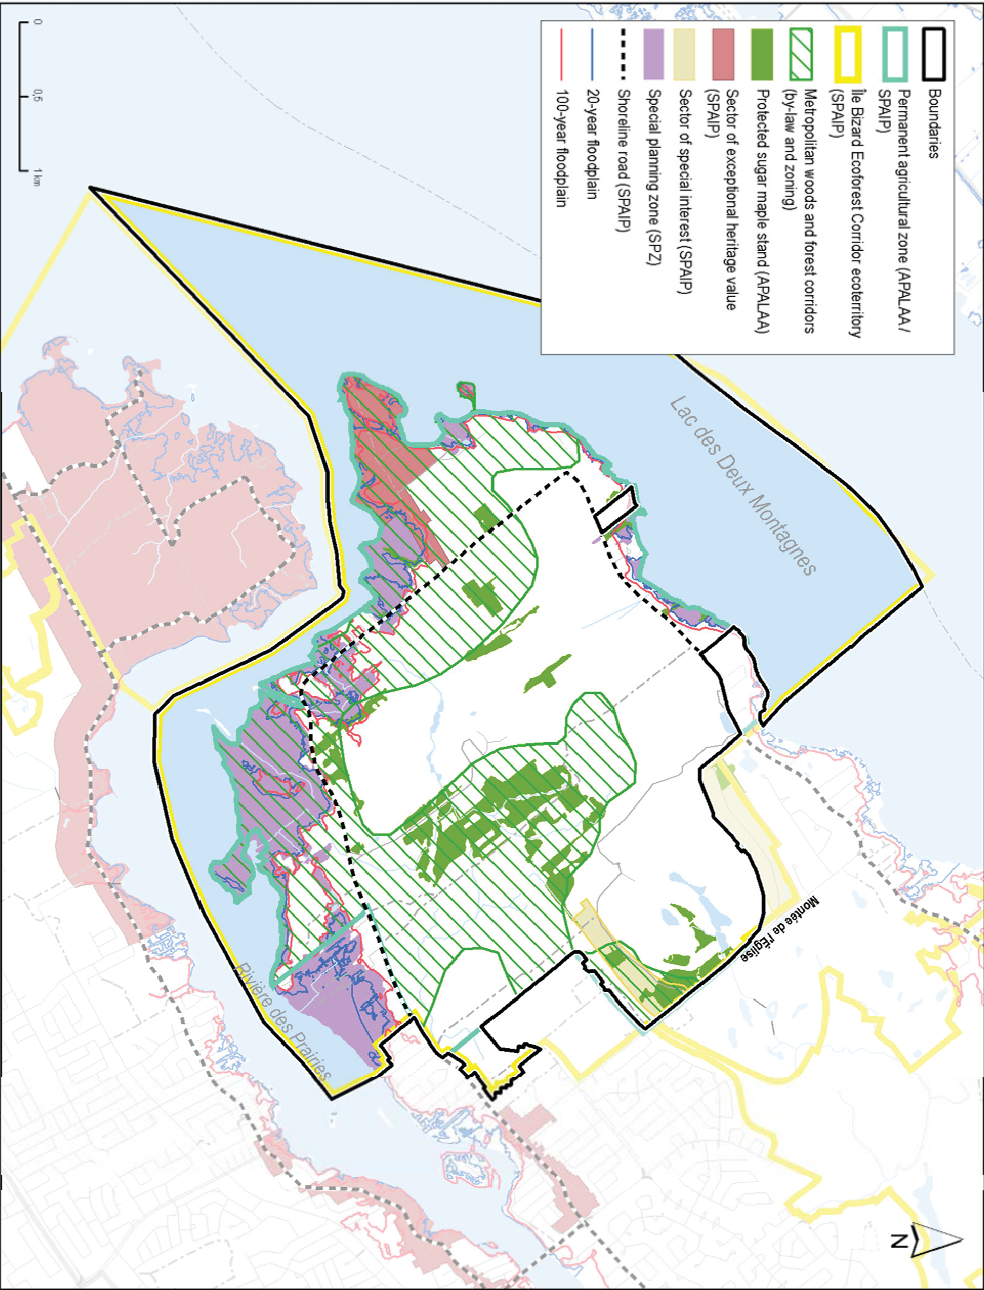 Boundaries
Permanent agricultural zone (APALAA /
SPAIP)
Île Bizard Ecoforest Corridor ecoterritory
(SPAIP)
Metropolitan woods and forest corridors
(by-law and zoning)
Protected sugar maple stand (APALAA)
Sector of exceptional heritage value
(SPAIP)
Sector of special interest (SPAIP)
Special planning zone (SPZ)
Shoreline road (SPAIP)
20-year floodplain
100-year floodplain
0
0,5
1 km
Lac des Deux Montagnes
Montée de l'Église
Rivière des Prairies
N